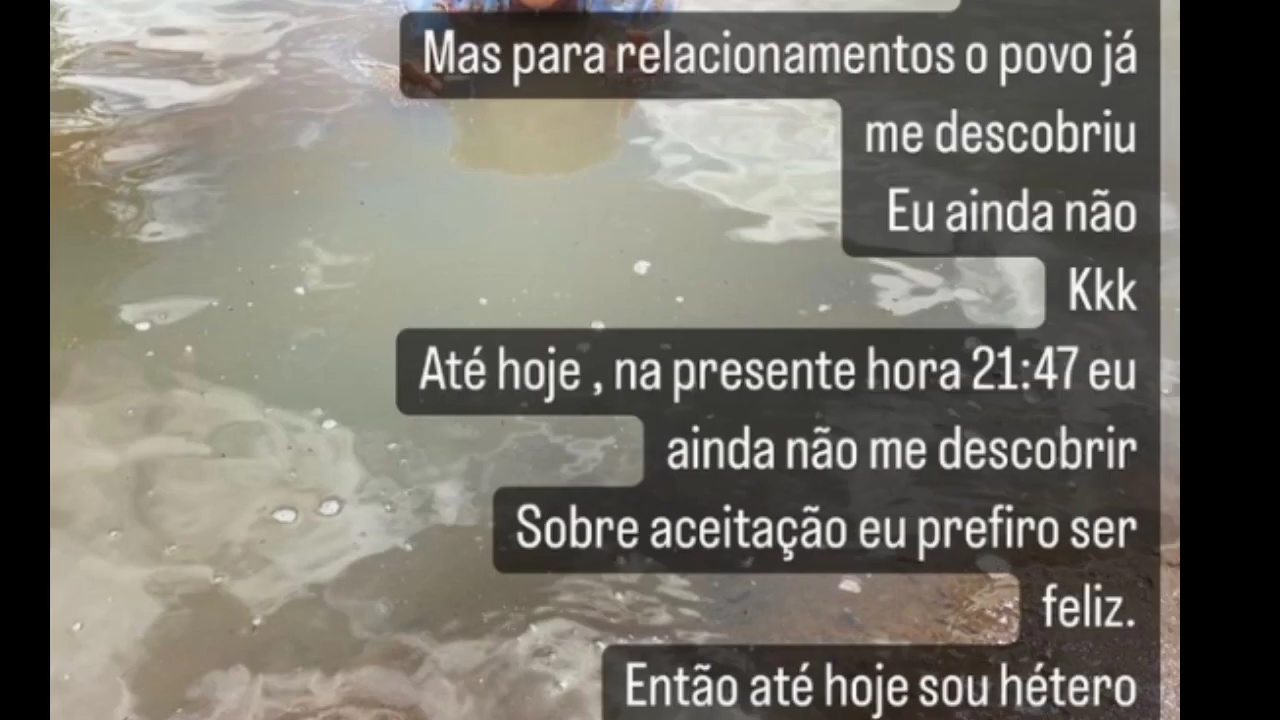 Mas para relacionamentos o povo já
me descobriu
Eu ainda não
Kkk
Até hoje , na presente hora 21:47 eu
ainda não me descobrir
Sobre aceitação eu prefiro ser
feliz.
Então até hoje sou hétero